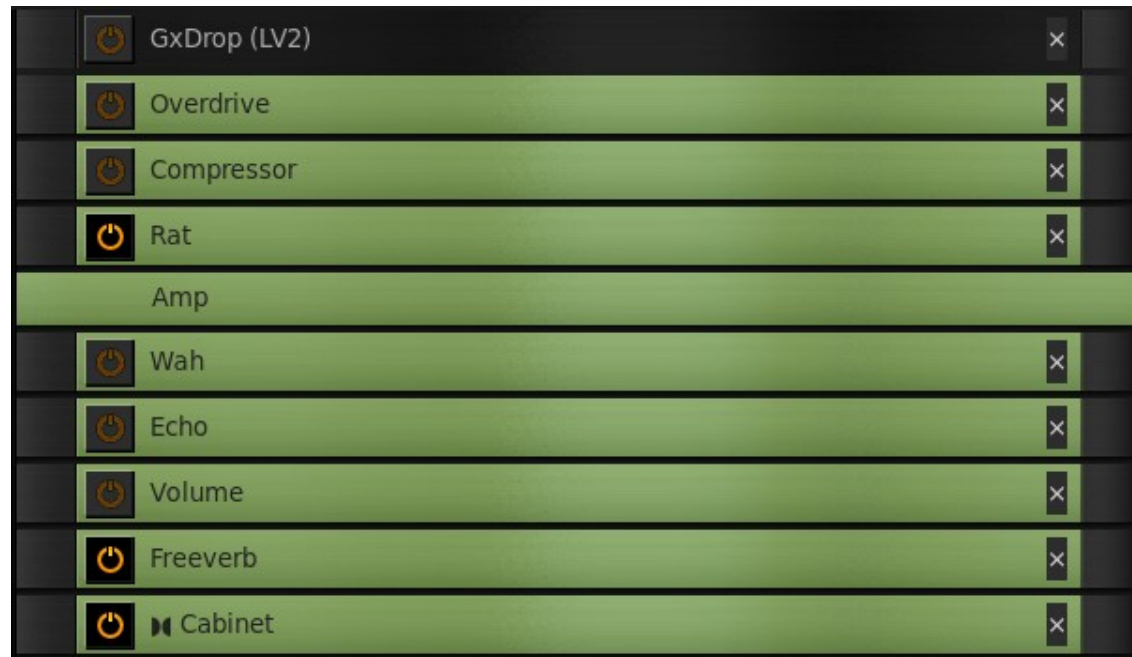 GxDrop (LV2)
Overdrive
Compressor
Rat
Amp
Wah
Echo
Volume
Freeverb
Cabinet